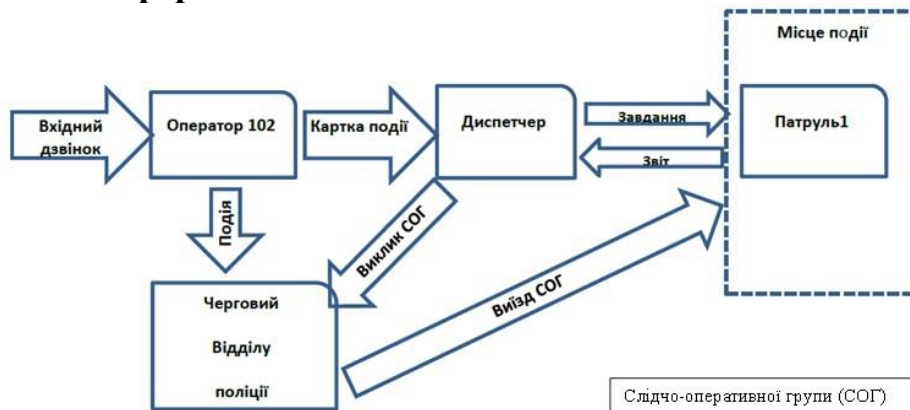 Місце події
Вхідний
дзвінок
Оператор 102
Картка події
Диспетчер
Завдання
Звіт
Патруль1
Подія
Виклик СОГ
Виїзд СОГ
Черговий
Відділу
поліції
Слідчо-оперативної групи (СОГ)